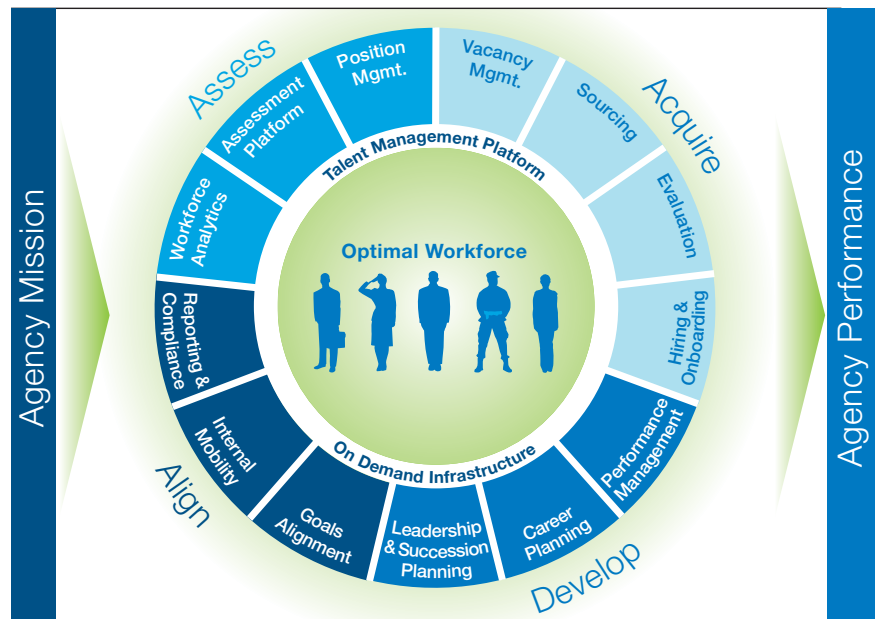 Agency Mission
Assess
Position
Mgmt.
Assessment
Platform
Workforce
Analytics
Vacancy
Mgmt.
Sourcing
Evaluation
Hiring &
Onboarding
Acquire
Talent Management Platform
Optimal Workforce
On Demand Infrastructure
Reporting &
Compliance
Internal
Mobility
Goals
Alignment
Align
Leadership
& Succession
Planning
Career
Planning
Performance
Management
Develop
Agency Performance